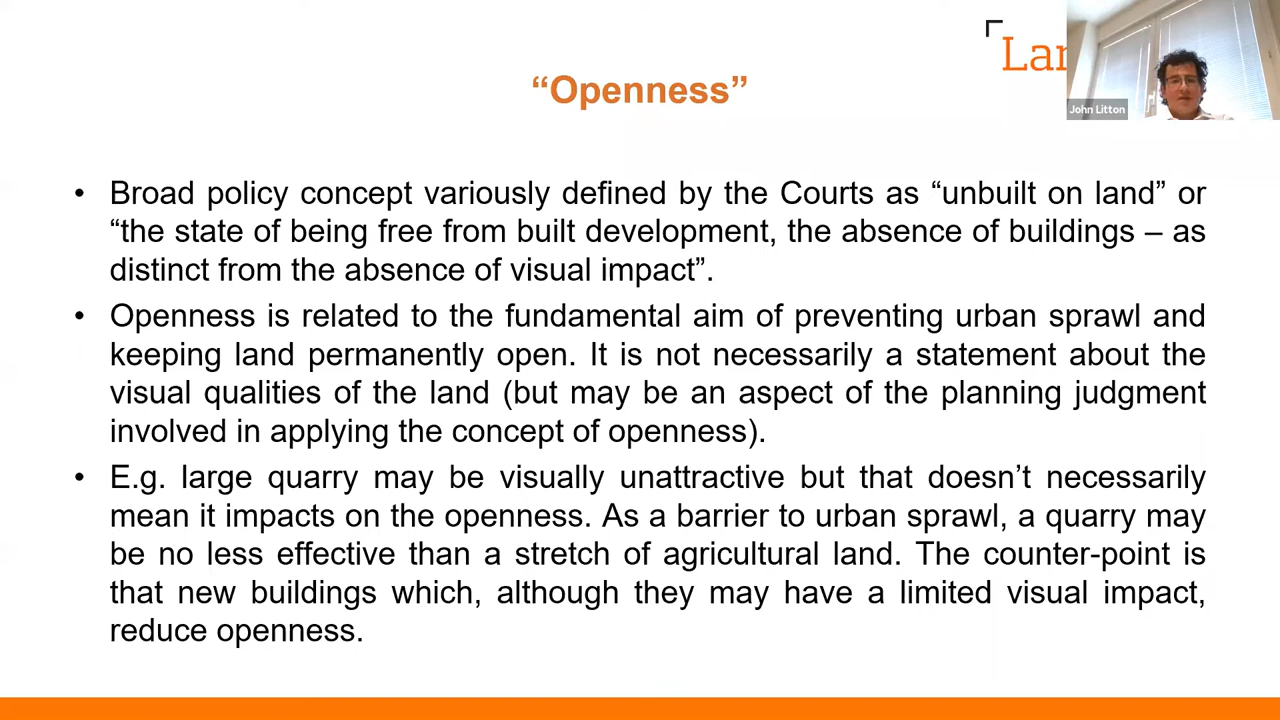 “Openness”
Lan
John Litton
• Broad policy concept variously defined by the Courts as “unbuilt on land” or
“the state of being free from built development, the absence of buildings – as
distinct from the absence of visual impact”.
• Openness is related to the fundamental aim of preventing urban sprawl and
keeping land permanently open. It is not necessarily a statement about the
visual qualities of the land (but may be an aspect of the planning judgment
involved in applying the concept of openness).
• E.g. large quarry may be visually unattractive but that doesn’t necessarily
mean it impacts on the openness. As a barrier to urban sprawl, a quarry may
be no less effective than a stretch of agricultural land. The counter-point is
that new buildings which, although they may have a limited visual impact,
reduce openness.